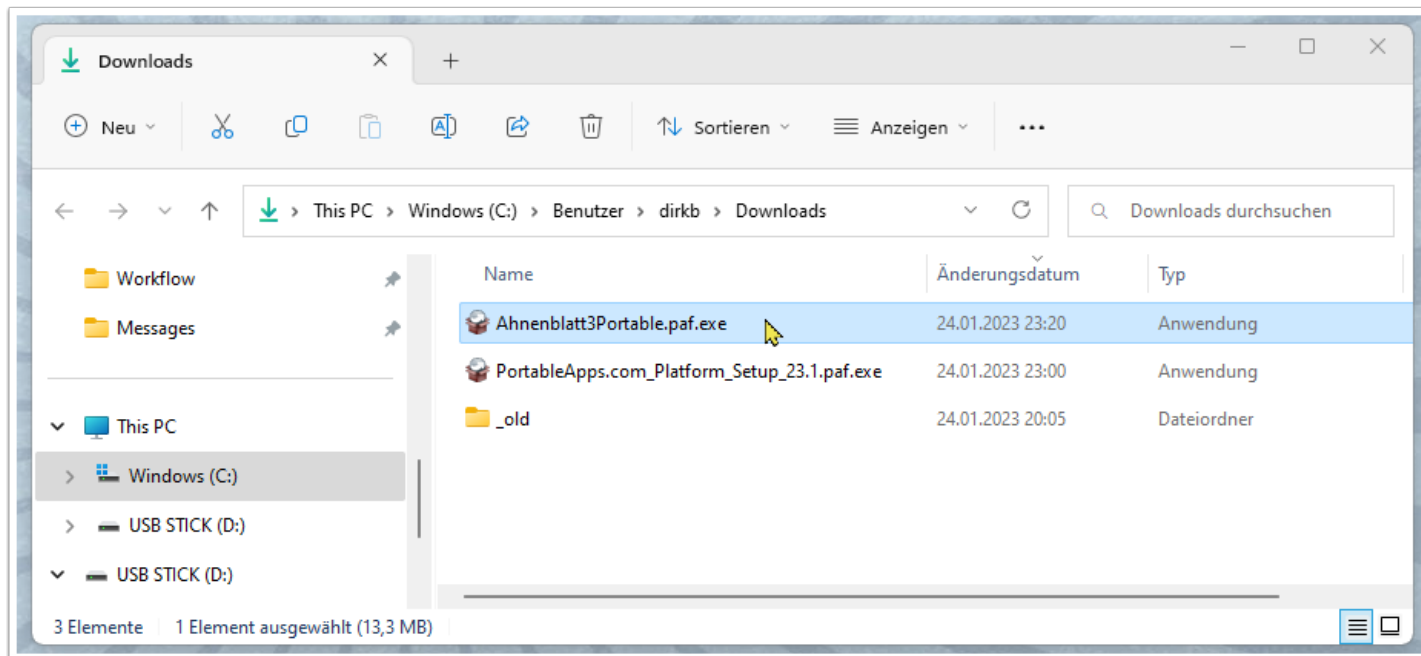 Downloads
Neu
Sortieren
Anzeigen
This PC > Windows (C:) > Benutzer > dirkb > Downloads
Downloads durchsuchen
Workflow
Messages
This PC
Windows (C:)
USB STICK (D:)
USB STICK (D:)
Name Änderungsdatum Typ
Ahnenblatt3Portable.paf.exe 24.01.2023 23:20 Anwendung
PortableApps.com_Platform_Setup_23.1.paf.exe 24.01.2023 23:00 Anwendung
_old 24.01.2023 20:05 Dateiordner
3 Elemente 1 Element ausgewählt (13,3 MB)